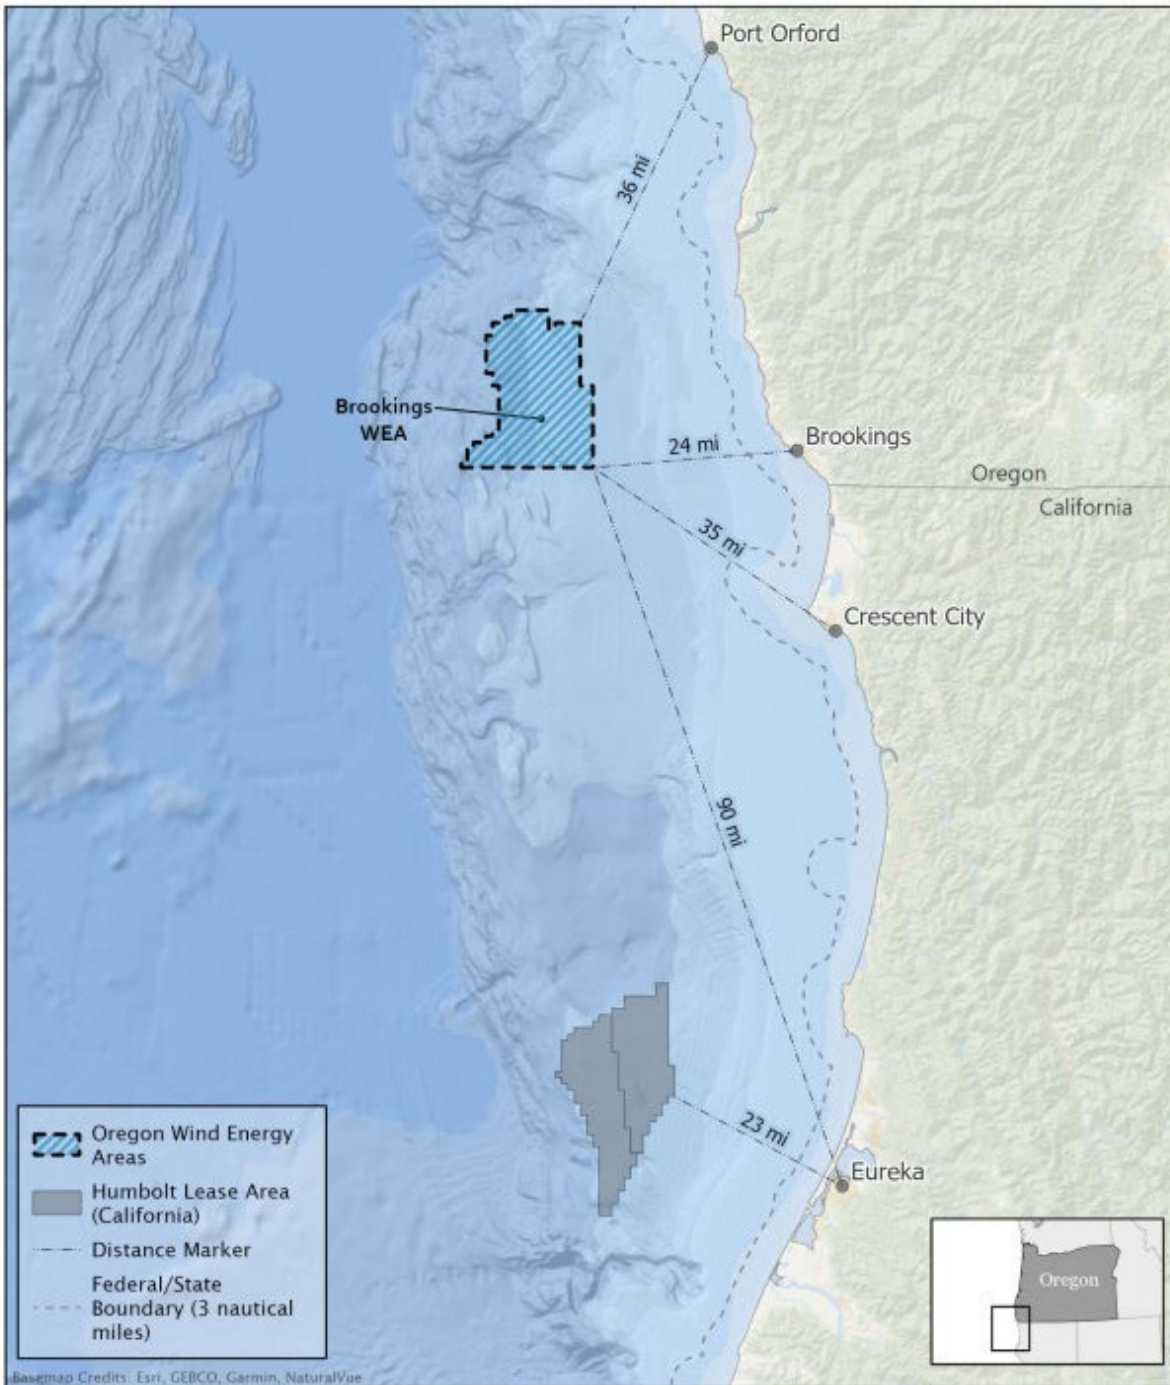 Port Orford
36 mi
Brookings
WEA
24 mi
Brookings
Oregon
California
35 mi
Crescent City
90 mi
23 mi
Eureka
Oregon Wind Energy
Areas
Humbolt Lease Area
(California)
Distance Marker
Federal/State
Boundary (3 nautical
miles)
Oregon
Basemap Credits: Esri, GEBCO, Garmin, NaturalVue